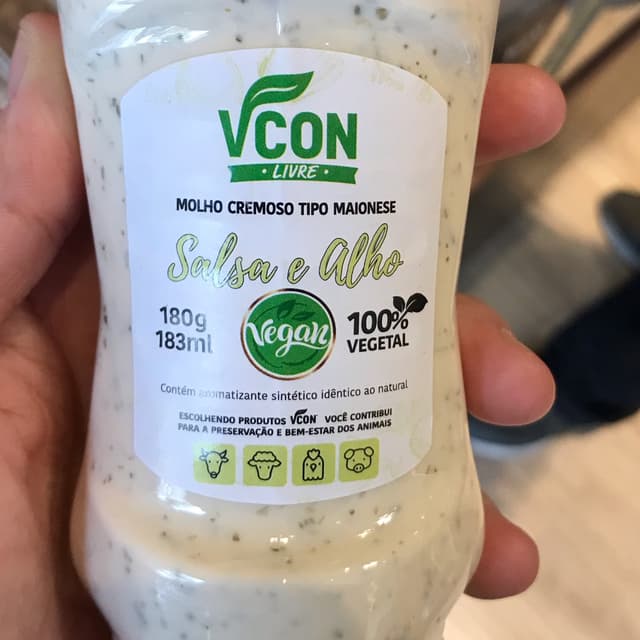 VCON
• LIVRE •
MOLHO CREMOSO TIPO MAIONESE
Salsa e Alho
180g
183ml
Vegan
100%
VEGETAL
Contém aromatizante sintético idêntico ao natural
ESCOLHENDO PRODUTOS VCON VOCÊ CONTRIBUI
PARA A PRESERVAÇÃO E BEM-ESTAR DOS ANIMAIS